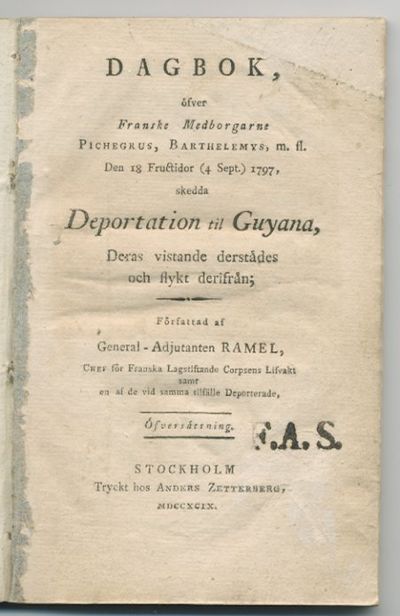 DAGBOK,
öfver
Franske Medborgarne
PICHEGRUS, BARTHELEMYS, m. fl.
Den 18 Fructidor (4 Sept.) 1797,
skedda
Deportation til Guyana,
Deras vistande derstådes
och flykt derifrån;
Författad af
General-Adjutanten RAMEL,
CHEF för Franska Lagstiftande Corpsens Lifvakt
samt
en af de vid samma tilfälle Deporterade,
Öfversättning.
F.A.S.
STOCKHOLM
Tryckt hos ANDERS ZETTERBERG,
MDCCXCIX.